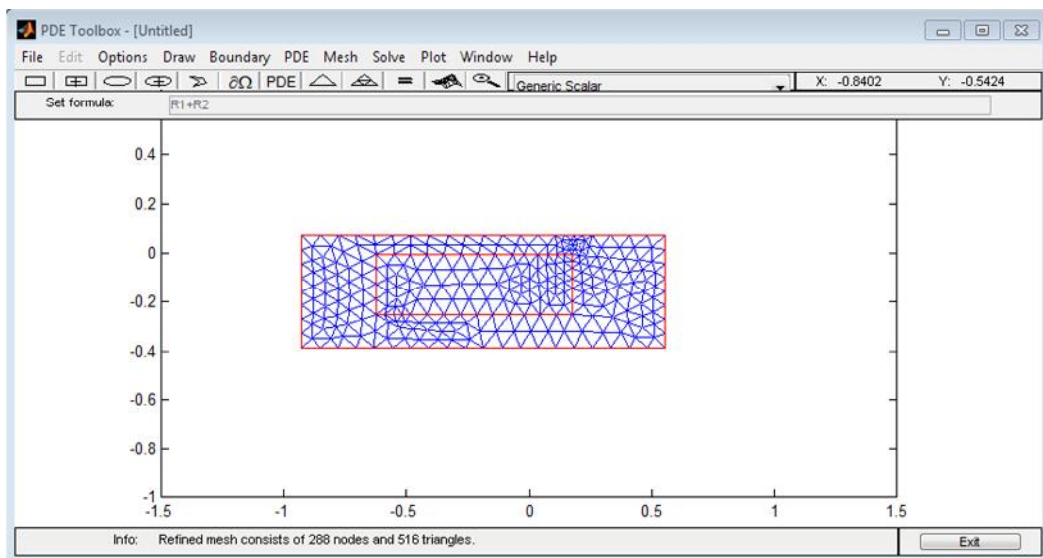 PDE Toolbox - [Untitled]
File Edit Options Draw Boundary PDE Mesh Solve Plot Window Help
∂Ω PDE = Generic Scalar X: -0.8402 Y: -0.5424
Set formula: R1+R2
0.4
0.2
0
-0.2
-0.4
-0.6
-0.8
-1
-1.5 -1 -0.5 0 0.5 1 1.5
Info: Refined mesh consists of 288 nodes and 516 triangles. Exit